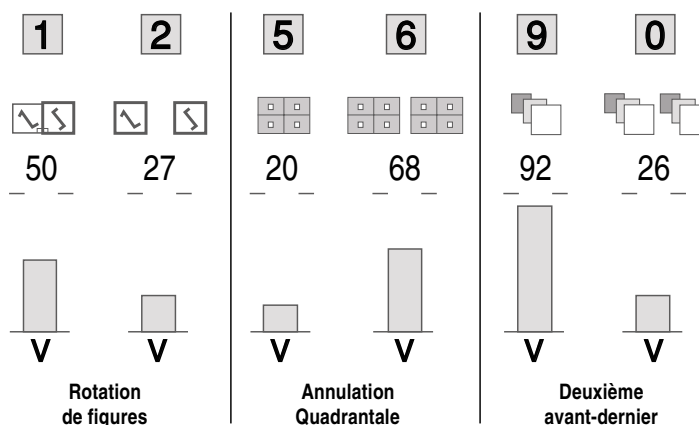 1 2 5 6 9 0
50 27 20 68 92 26
V V V V V V
Rotation de figures
Annulation Quadrantale
Deuxième avant-dernier